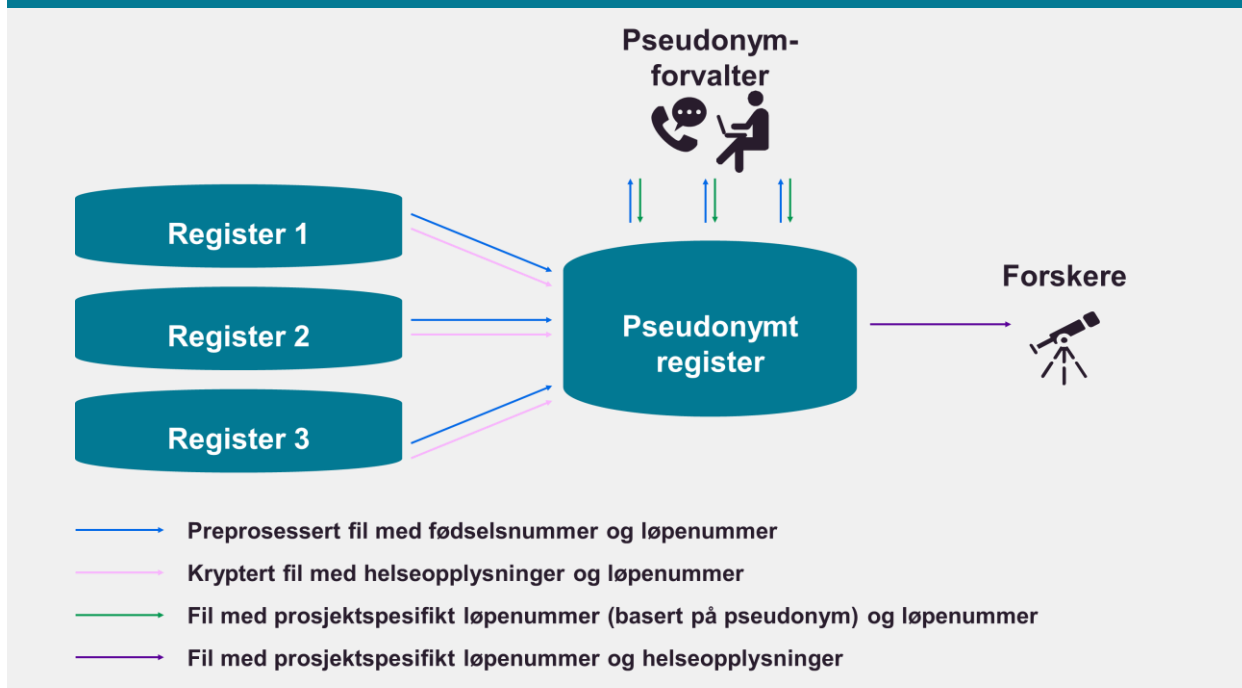 Pseudonym-
forvalter
Register 1
Register 2
Register 3
Pseudonymt
register
Forskere
Preprosessert fil med fødselsnummer og løpenummer
Kryptert fil med helseopplysninger og løpenummer
Fil med prosjektspesifikt løpenummer (basert på pseudonym) og løpenummer
Fil med prosjektspesifikt løpenummer og helseopplysninger